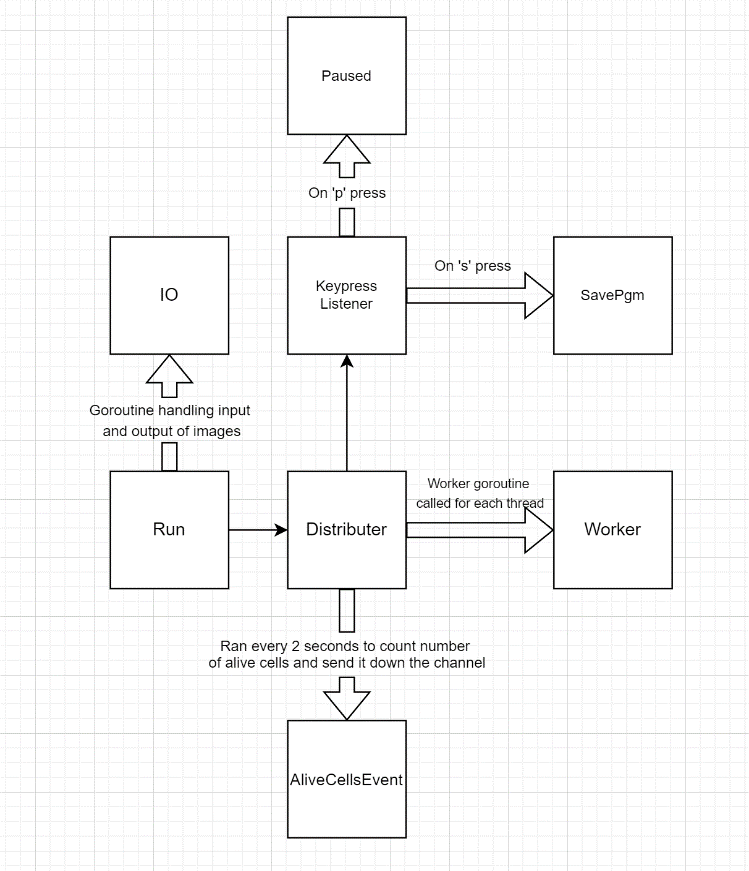 Paused
On 'p' press
IO
Keypress
Listener
On 's' press
SavePgm
Goroutine handling input
and output of images
Run
Distributer
Worker goroutine
called for each thread
Worker
Ran every 2 seconds to count number
of alive cells and send it down the channel
AliveCellsEvent